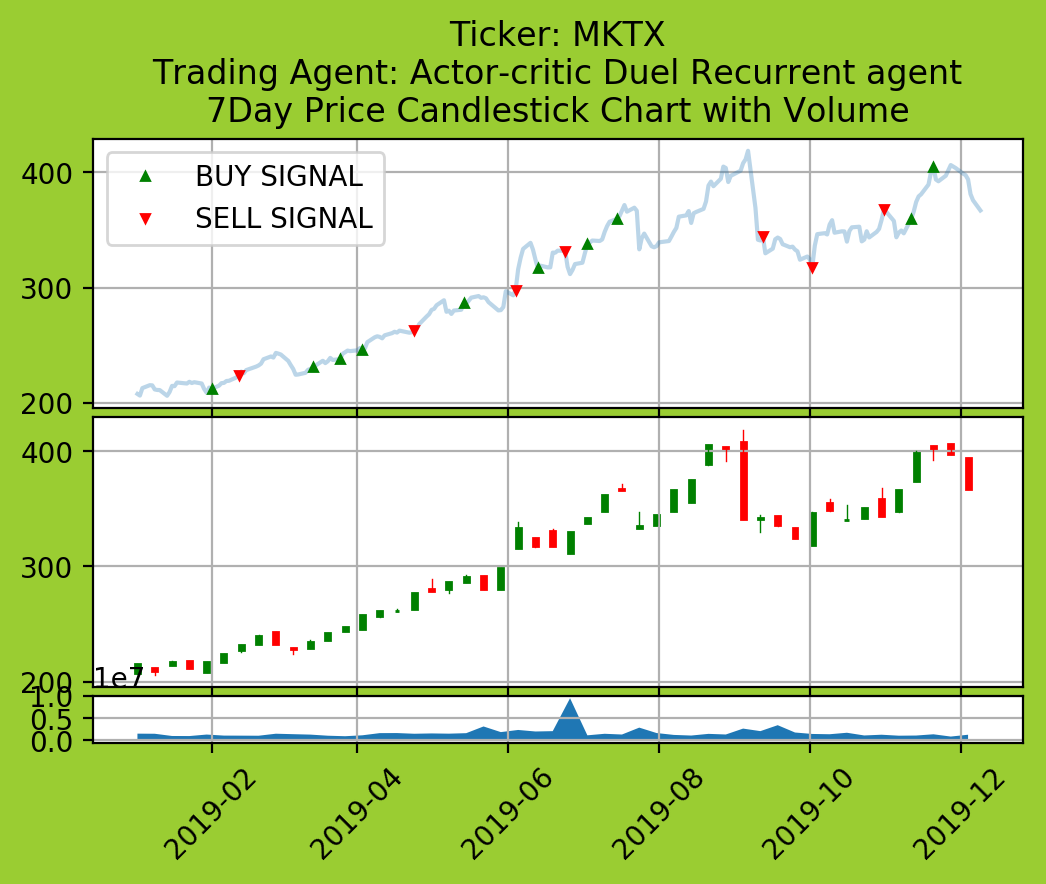 Ticker: MKTX
Trading Agent: Actor-critic Duel Recurrent agent
7Day Price Candlestick Chart with Volume
400
300
200
BUY SIGNAL
SELL SIGNAL
400
300
200
1e7
1.0
0.5
0.0
2019-02
2019-04
2019-06
2019-08
2019-10
2019-12